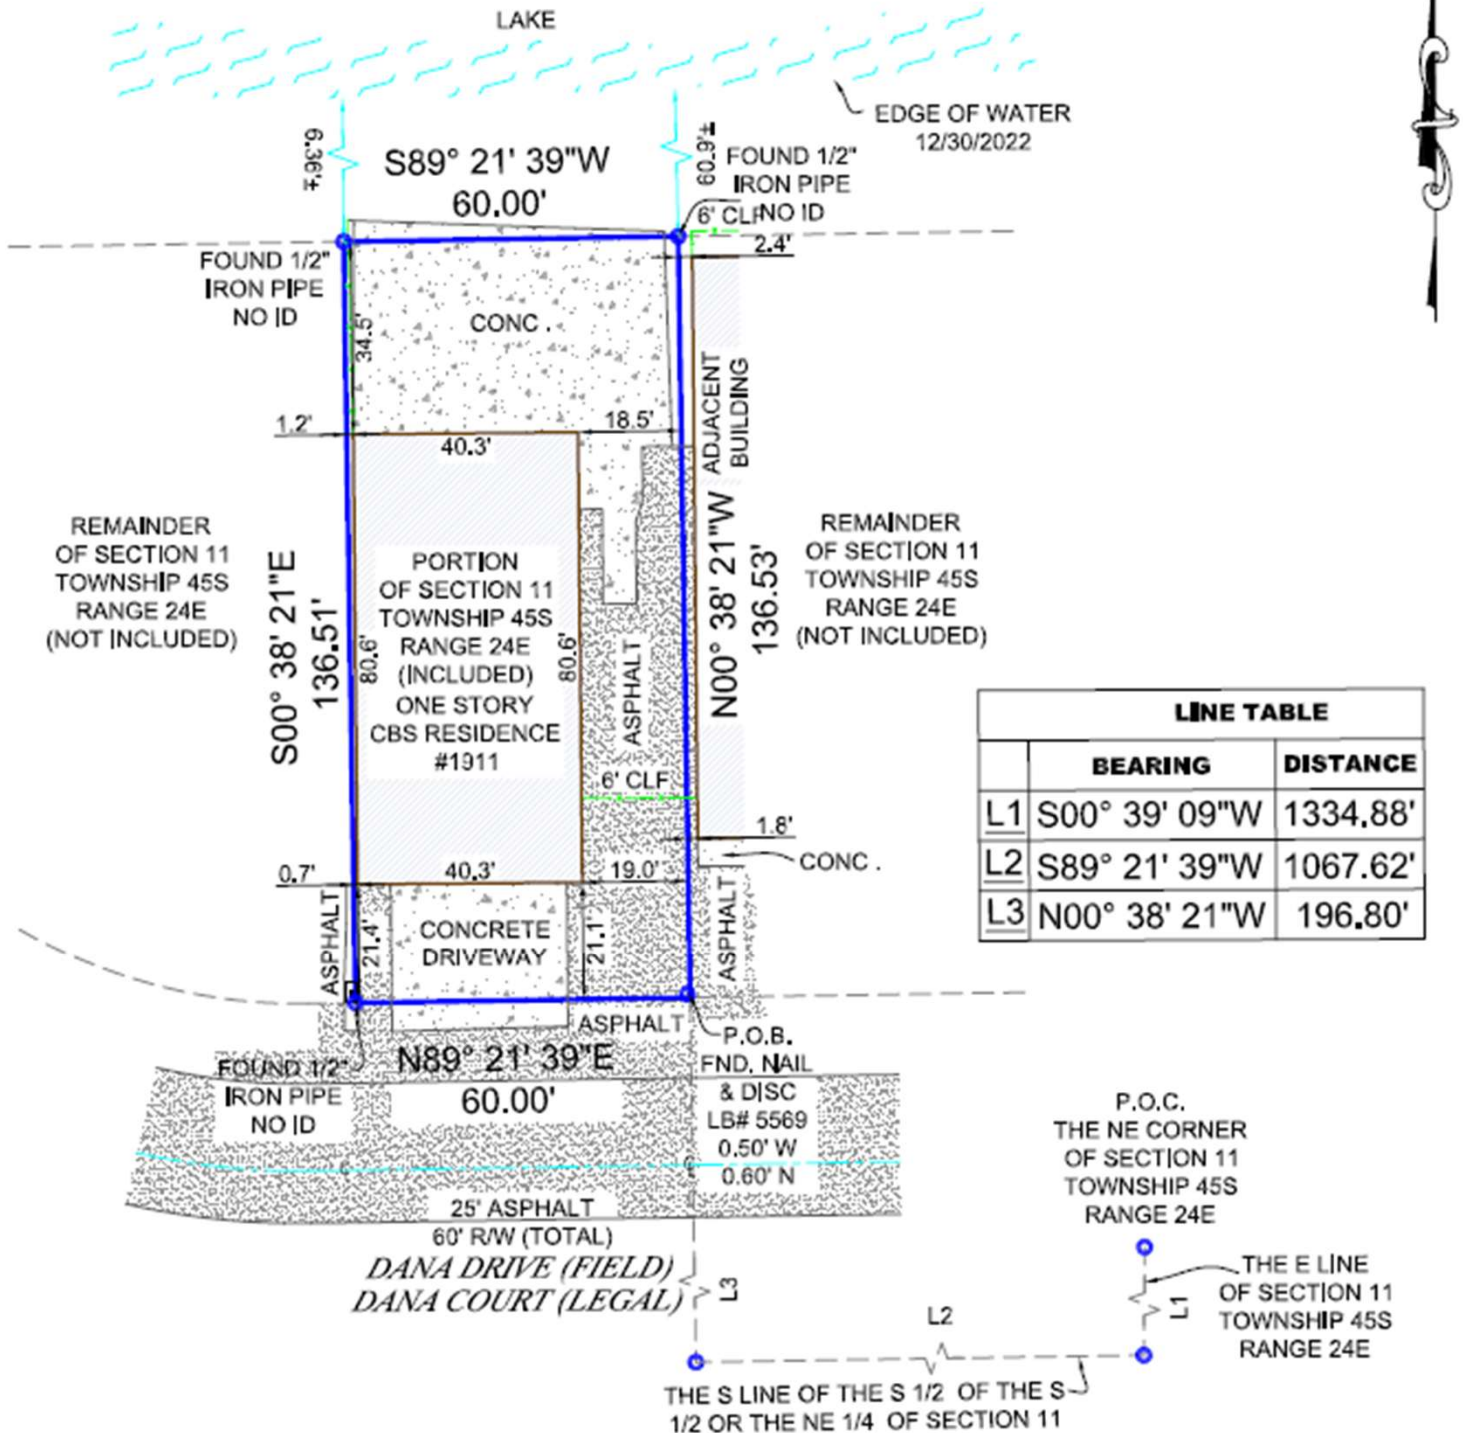 LAKE
EDGE OF WATER
12/30/2022
S89° 21' 39"W
60.00'
60.9'±
FOUND 1/2"
IRON PIPE
NO ID
6' CLF
2.4'
FOUND 1/2"
IRON PIPE
NO ID
CONC .
34.5'
1.2'
40.3'
18.5'
ADJACENT
BUILDING
REMAINDER
OF SECTION 11
TOWNSHIP 45S
RANGE 24E
(NOT INCLUDED)
S00° 38' 21"E
136.51'
80.6'
PORTION
OF SECTION 11
TOWNSHIP 45S
RANGE 24E
(INCLUDED)
ONE STORY
CBS RESIDENCE
#1911
80.6'
ASPHALT
N00° 38' 21"W
136.53'
REMAINDER
OF SECTION 11
TOWNSHIP 45S
RANGE 24E
(NOT INCLUDED)
6' CLF
1.8'
CONC .
0.7'
40.3'
19.0'
ASPHALT
21.4'
CONCRETE
DRIVEWAY
21.1'
ASPHALT
ASPHALT
P.O.B.
FND. NAIL
& DISC
LB# 5569
0.50' W
0.60' N
N89° 21' 39"E
60.00'
FOUND 1/2"
IRON PIPE
NO ID
25' ASPHALT
60' R/W (TOTAL)
DANA DRIVE (FIELD)
DANA COURT (LEGAL)
L3
L2
THE S LINE OF THE S 1/2 OF THE S
1/2 OR THE NE 1/4 OF SECTION 11
LINE TABLE
BEARING DISTANCE
L1 S00° 39' 09"W 1334.88'
L2 S89° 21' 39"W 1067.62'
L3 N00° 38' 21"W 196.80'
P.O.C.
THE NE CORNER
OF SECTION 11
TOWNSHIP 45S
RANGE 24E
L1
THE E LINE
OF SECTION 11
TOWNSHIP 45S
RANGE 24E